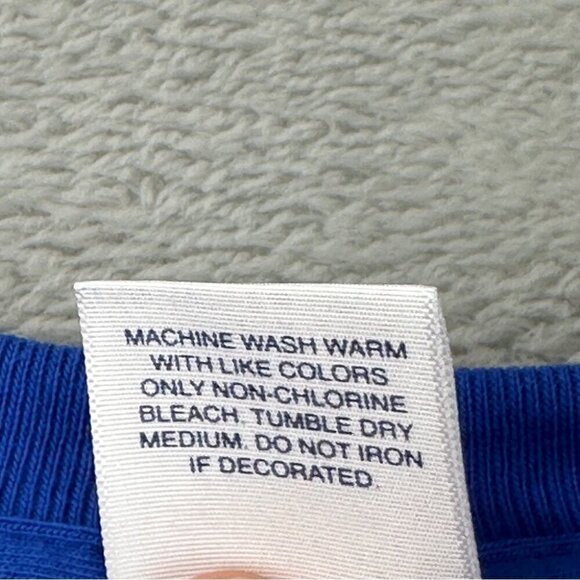 MACHINE WASH WARM
WITH LIKE COLORS
ONLY NON-CHLORINE
BLEACH. TUMBLE DRY
MEDIUM. DO NOT IRON
IF DECORATED.